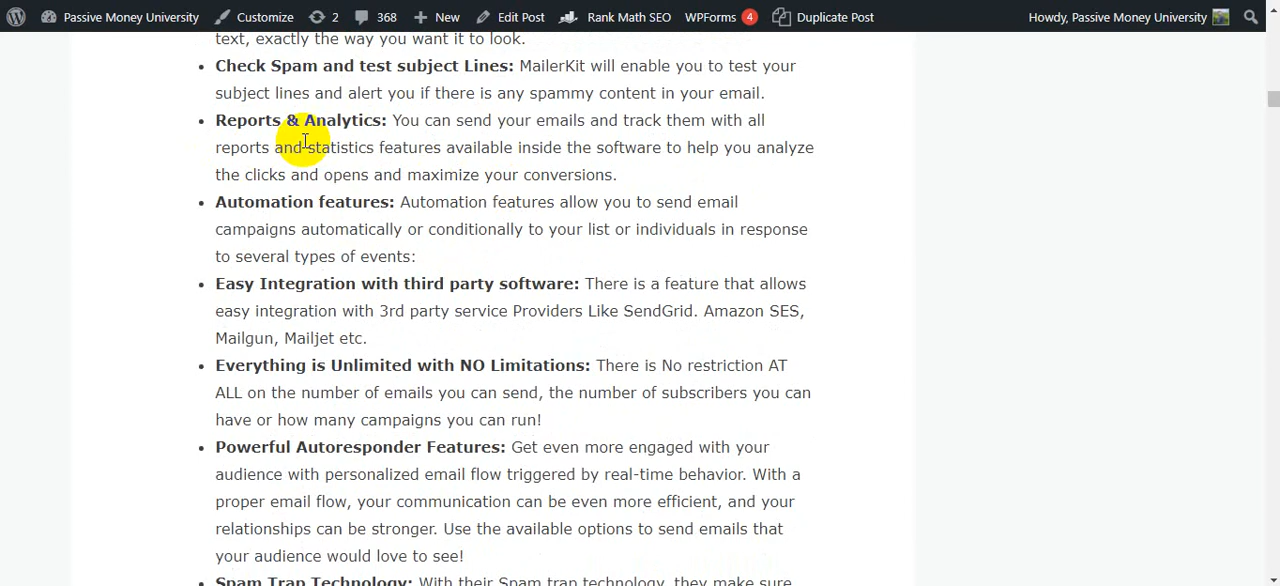 Passive Money University Customize 2 368 New Edit Post Rank Math SEO WPForms 4 Duplicate Post Howdy, Passive Money University
text, exactly the way you want it to look.
• Check Spam and test subject Lines: MailerKit will enable you to test your
subject lines and alert you if there is any spammy content in your email.
• Reports & Analytics: You can send your emails and track them with all
reports and statistics features available inside the software to help you analyze
the clicks and opens and maximize your conversions.
• Automation features: Automation features allow you to send email
campaigns automatically or conditionally to your list or individuals in response
to several types of events:
• Easy Integration with third party software: There is a feature that allows
easy integration with 3rd party service Providers Like SendGrid. Amazon SES,
Mailgun, Mailjet etc.
• Everything is Unlimited with NO Limitations: There is No restriction AT
ALL on the number of emails you can send, the number of subscribers you can
have or how many campaigns you can run!
• Powerful Autoresponder Features: Get even more engaged with your
audience with personalized email flow triggered by real-time behavior. With a
proper email flow, your communication can be even more efficient, and your
relationships can be stronger. Use the available options to send emails that
your audience would love to see!
• Spam Trap Technology: With their Spam trap technology, they make sure